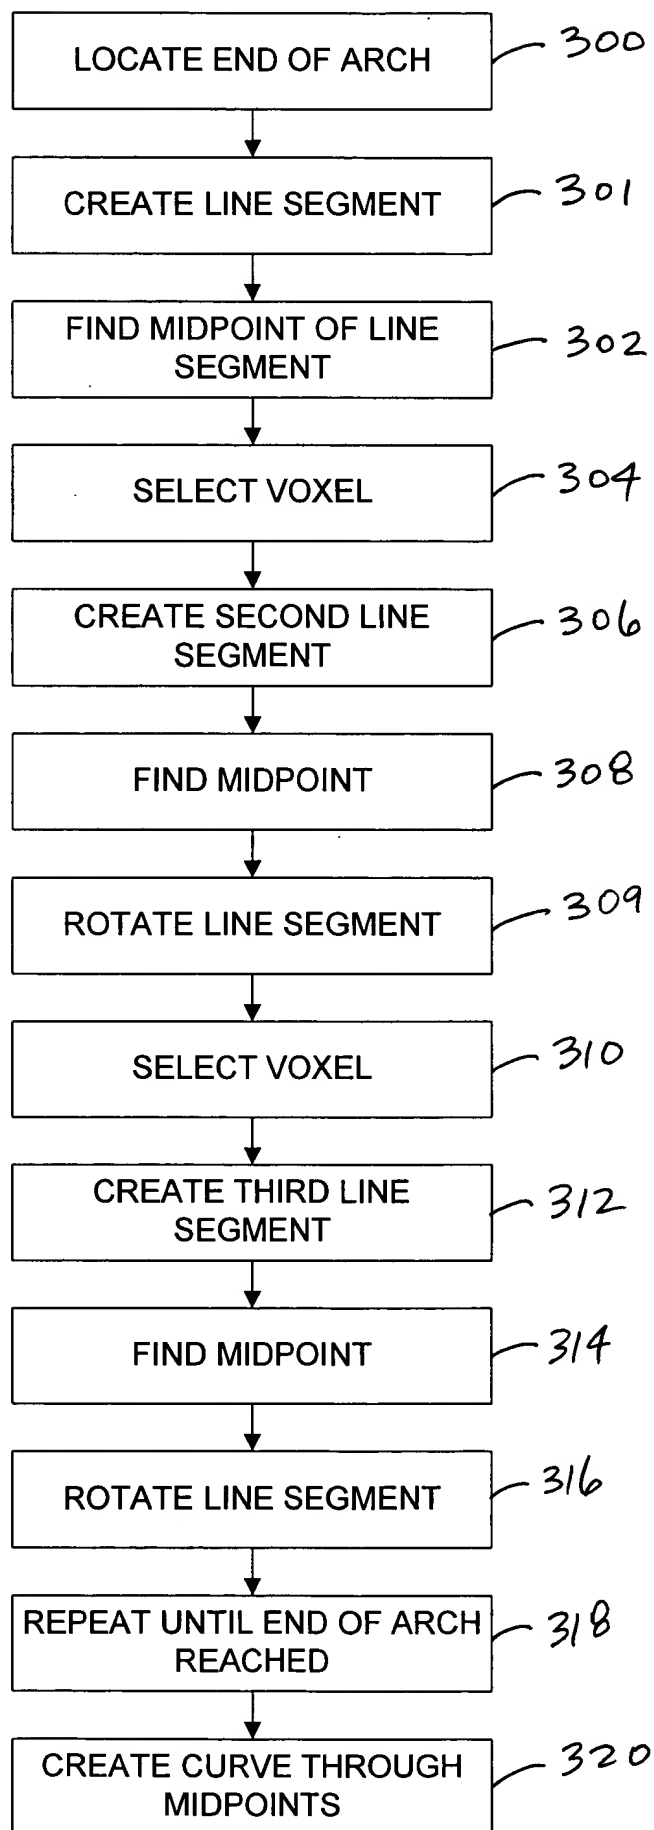 LOCATE END OF ARCH
300
CREATE LINE SEGMENT
301
FIND MIDPOINT OF LINE
SEGMENT
302
SELECT VOXEL
304
CREATE SECOND LINE
SEGMENT
306
FIND MIDPOINT
308
ROTATE LINE SEGMENT
309
SELECT VOXEL
310
CREATE THIRD LINE
SEGMENT
312
FIND MIDPOINT
314
ROTATE LINE SEGMENT
316
REPEAT UNTIL END OF ARCH
REACHED
318
CREATE CURVE THROUGH
MIDPOINTS
320